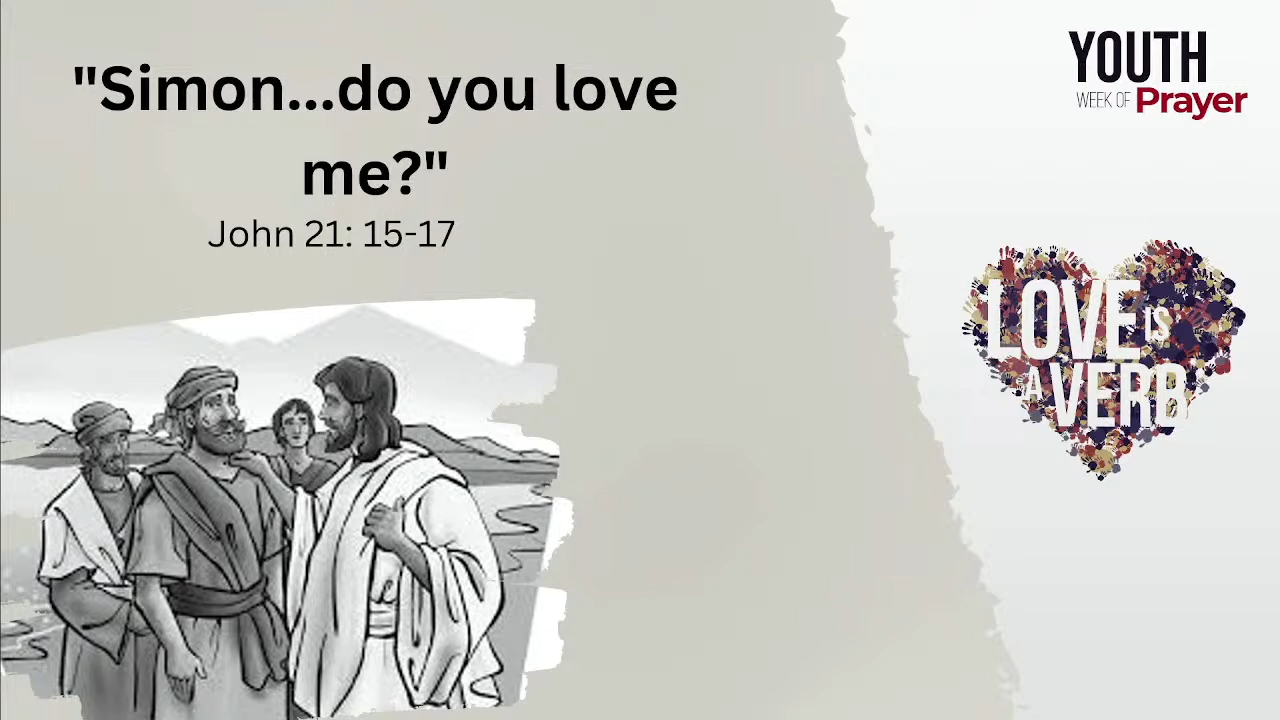 "Simon...do you love
me?"
John 21: 15-17
YOUTH
WEEK OF Prayer
LOVE IS
A VERB